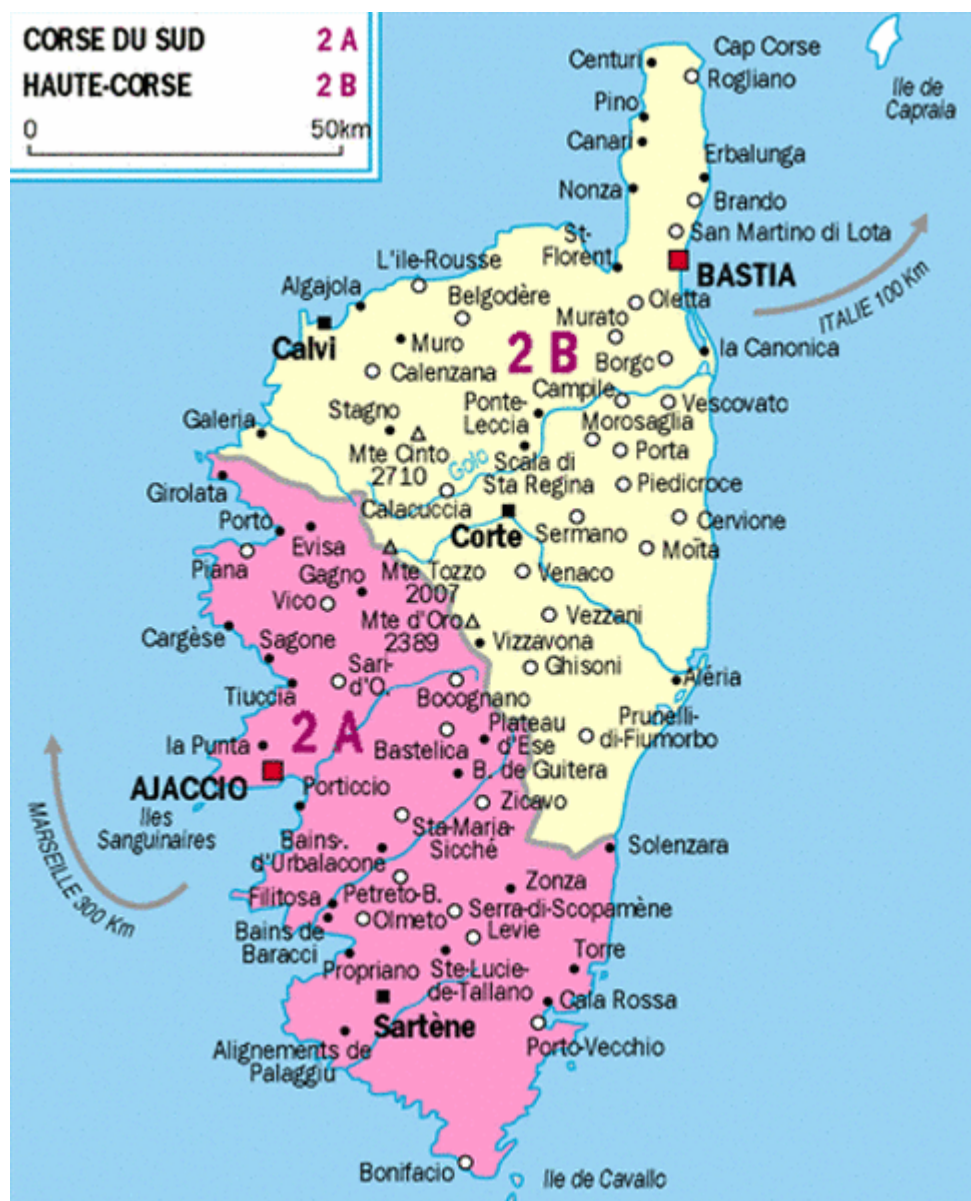 CORSE DU SUD 2 A
HAUTE-CORSE 2 B
0 50km
Centuri
Cap Corse
Rogliano
Ile de
Capraia
Pino
Canari
Erbalunga
Nonza
Brando
San Martino di Lota
St-
Florent
BASTIA
ITALIE 100 Km
L'ile-Rousse
Algajola
Belgodère
Oletta
Murato
Calvi
Muro
2 B
Borgo
la Canonica
Calenzana
Campile
Vescovato
Stagno
Ponte-
Leccia
Morosaglia
Galeria
Mte Cinto
2710
Golo
Scala di
Sta Regina
Porta
Girolata
Piedicroce
Calacuccia
Porto
Evisa
Corte
Sermano
Cervione
Moïta
Piana
Gagno
Mte Tozzo
2007
Venaco
Vico
Mte d'Oro
2389
Vezzani
Cargèse
Sagone
Vizzavona
Sari-
d'O.
Ghisoni
Aléria
Tiuccia
Bocognano
2 A
Plateau
d'Ese
Prunelli-
di-Fiumorbo
la Punta
Bastelica
B. de Guitera
AJACCIO
Porticcio
Zicavo
Iles
Sanguinaires
Sta-Maria-
Sicché
MARSEILLE 300 Km
Bains-.
d'Urbalacone
Solenzara
Zonza
Filitosa
Petreto-B.
Olmeto
Serra-di-Scopamène
Bains de
Baracci
Levie
Torre
Propriano
Ste-Lucie-
de-Tallano
Cala Rossa
Sartène
Porto-Vecchio
Alignements de
Palaggiu
Bonifacio
Ile de Cavallo